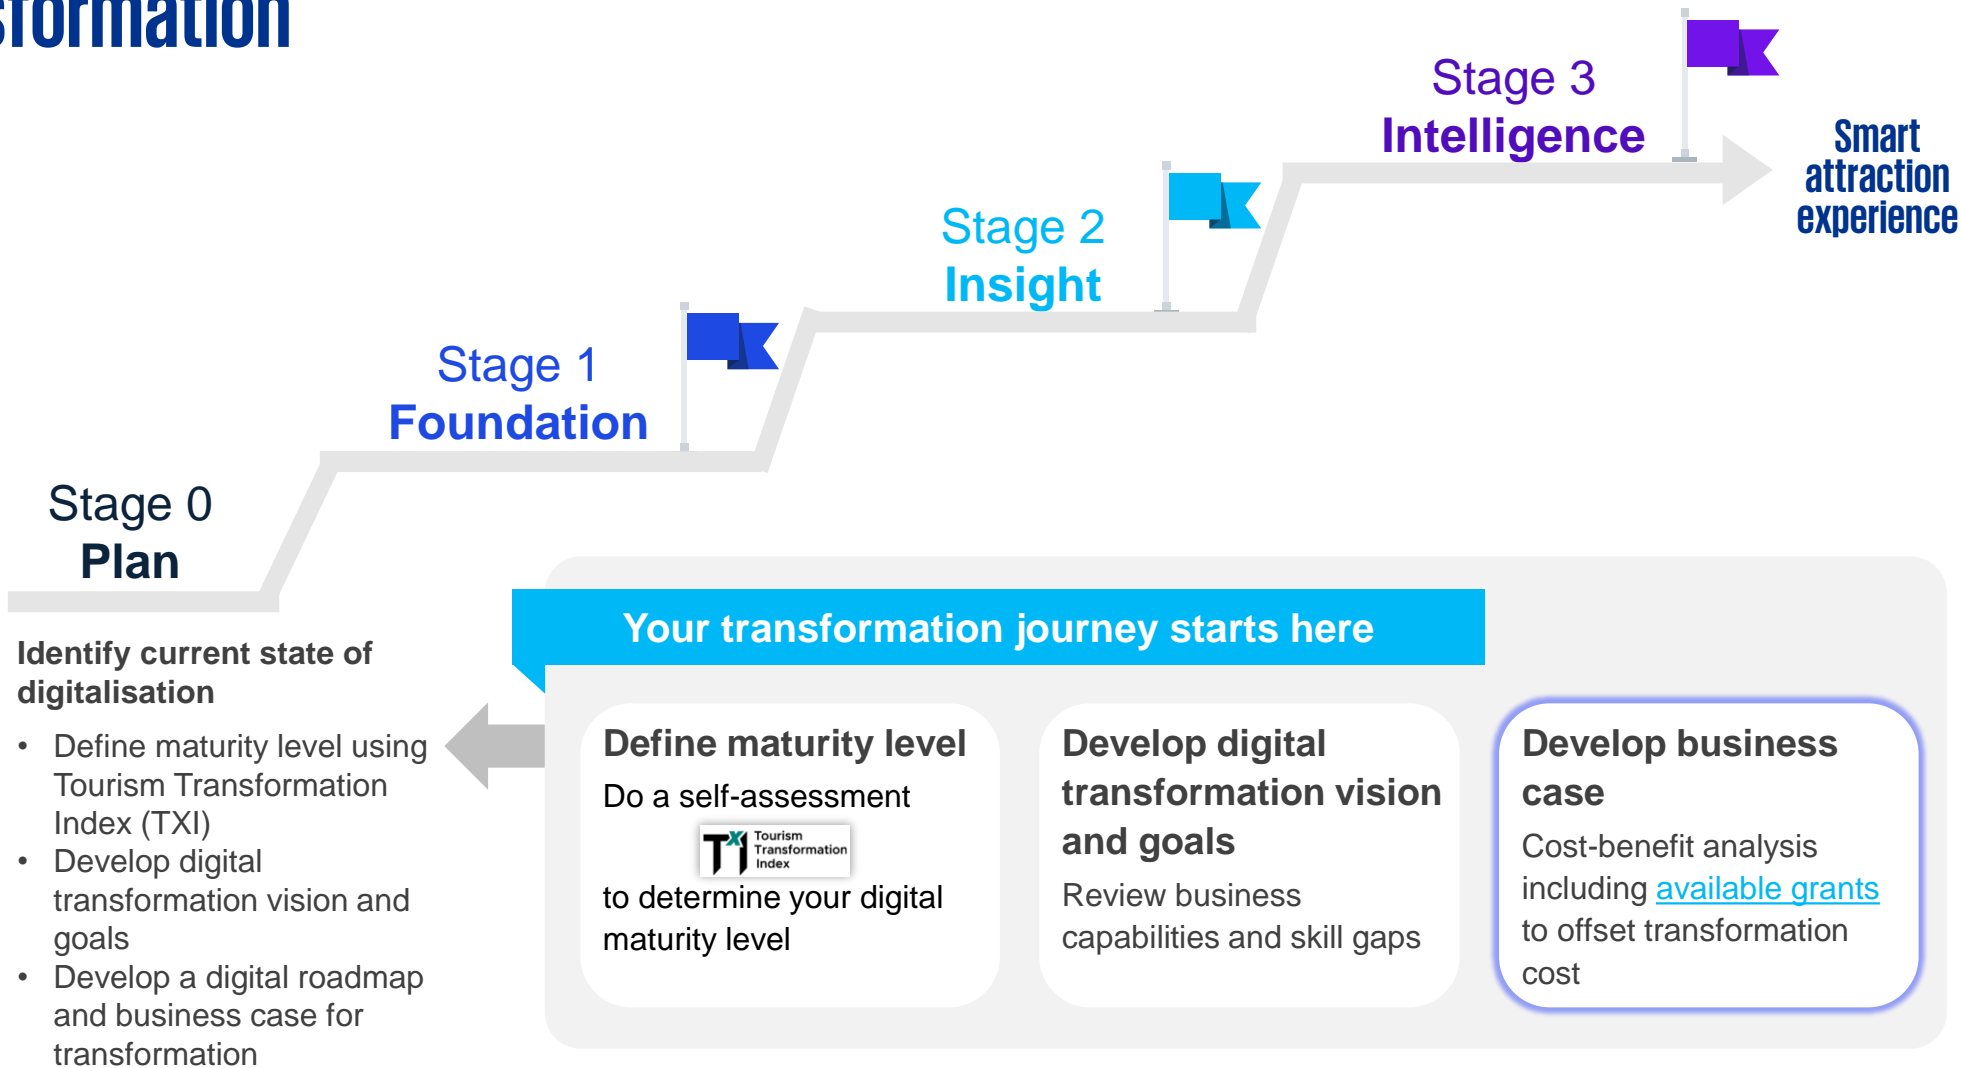 sformation
Stage 3
Intelligence
Smart
attraction
experience
Stage 2
Insight
Stage 1
Foundation
Stage 0
Plan
Identify current state of
digitalisation
• Define maturity level using
Tourism Transformation
Index (TXI)
• Develop digital
transformation vision and
goals
• Develop a digital roadmap
and business case for
transformation
Your transformation journey starts here
Define maturity level
Do a self-assessment
TXI Tourism
Transformation
Index
to determine your digital
maturity level
Develop digital
transformation vision
and goals
Review business
capabilities and skill gaps
Develop business
case
Cost-benefit analysis
including available grants
to offset transformation
cost